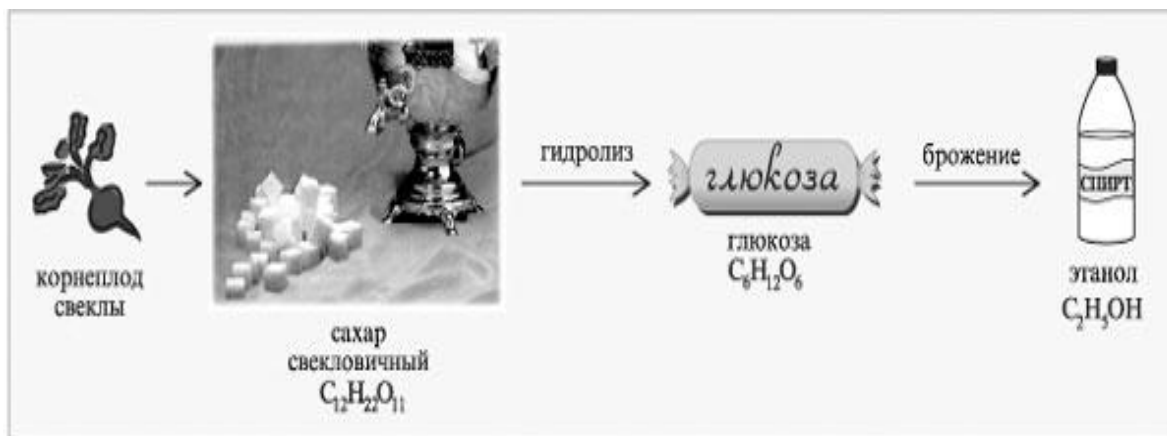 корнеплод
свеклы
сахар
свекловичный
C₁₂H₂₂O₁₁
гидролиз
глюкоза
глюкоза
C₆H₁₂O₆
брожение
СПИРТ
этанол
C₂H₅OH